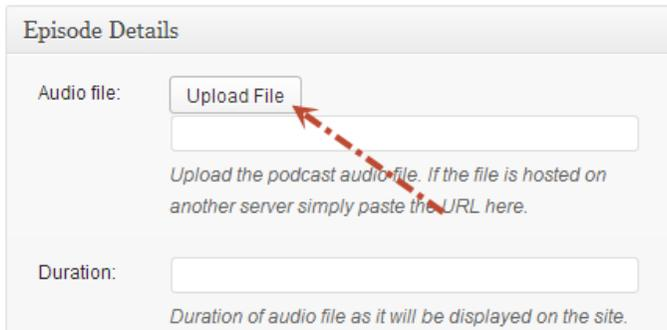 Episode Details
Audio file:
Upload File
Upload the podcast audio file. If the file is hosted on
another server simply paste the URL here.
Duration:
Duration of audio file as it will be displayed on the site.